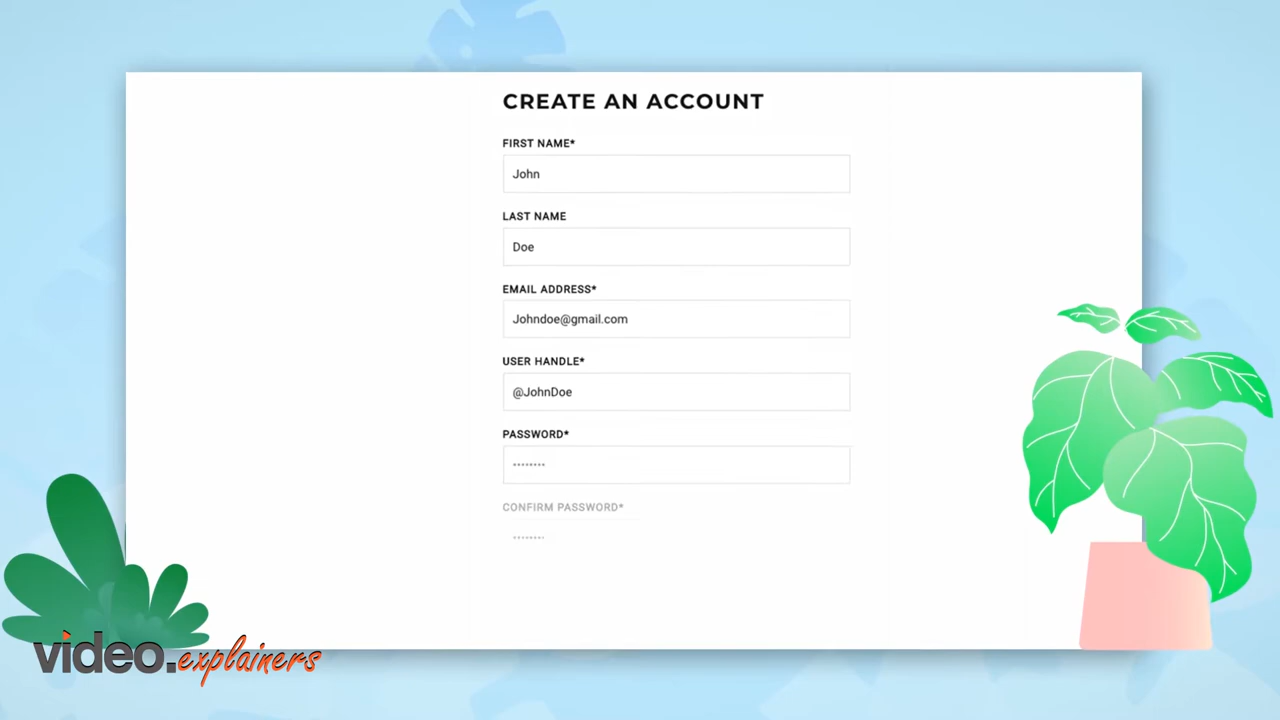 CREATE AN ACCOUNT
FIRST NAME*
John
LAST NAME
Doe
EMAIL ADDRESS*
Johndoe@gmail.com
USER HANDLE*
@JohnDoe
PASSWORD*
••••••••
CONFIRM PASSWORD*
••••••••
video.explainers